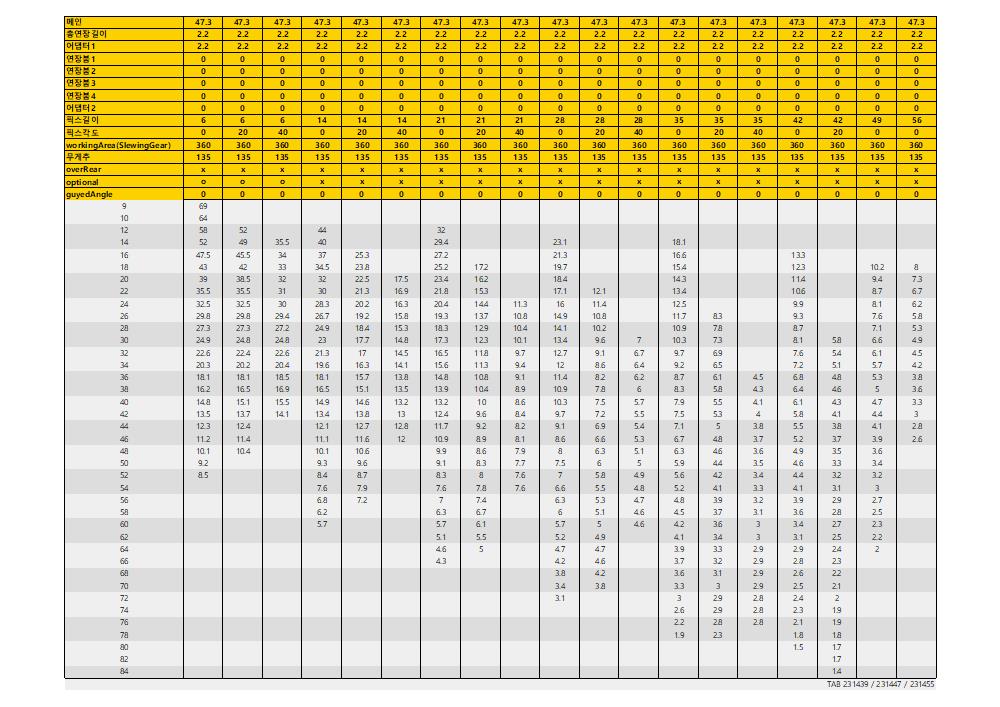 메인 47.3 47.3 47.3 47.3 47.3 47.3 47.3 47.3 47.3 47.3 47.3 47.3 47.3 47.3 47.3 47.3 47.3 47.3 47.3
총연장길이 2.2 2.2 2.2 2.2 2.2 2.2 2.2 2.2 2.2 2.2 2.2 2.2 2.2 2.2 2.2 2.2 2.2 2.2 2.2
어댑터1 2.2 2.2 2.2 2.2 2.2 2.2 2.2 2.2 2.2 2.2 2.2 2.2 2.2 2.2 2.2 2.2 2.2 2.2 2.2
연장붐1 0 0 0 0 0 0 0 0 0 0 0 0 0 0 0 0 0 0 0
연장붐2 0 0 0 0 0 0 0 0 0 0 0 0 0 0 0 0 0 0 0
연장붐3 0 0 0 0 0 0 0 0 0 0 0 0 0 0 0 0 0 0 0
연장붐4 0 0 0 0 0 0 0 0 0 0 0 0 0 0 0 0 0 0 0
어댑터2 0 0 0 0 0 0 0 0 0 0 0 0 0 0 0 0 0 0 0
픽스길이 6 6 6 14 14 14 21 21 21 28 28 28 35 35 35 42 42 49 56
픽스각도 0 20 40 0 20 40 0 20 40 0 20 40 0 20 40 0 20 0 0
workingArea(SlewingGear) 360 360 360 360 360 360 360 360 360 360 360 360 360 360 360 360 360 360 360
무게추 135 135 135 135 135 135 135 135 135 135 135 135 135 135 135 135 135 135 135
overRear x x x x x x x x x x x x x x x x x x x
optional o o o x x x x x x x x x x x x x x x x
guyedAngle 0 0 0 0 0 0 0 0 0 0 0 0 0 0 0 0 0 0 0
9 69
10 64
12 58 52 44 32
14 52 49 35.5 40 29.4 23.1 18.1
16 47.5 45.5 34 37 25.3 27.2 21.3 16.6 13.3
18 43 42 33 34.5 23.8 25.2 17.2 19.7 15.4 12.3 10.2 8
20 39 38.5 32 32 22.5 17.5 23.4 16.2 18.4 14.3 11.4 9.4 7.3
22 35.5 35.5 31 30 21.3 16.9 21.8 15.3 17.1 12.1 13.4 10.6 8.7 6.7
24 32.5 32.5 30 28.3 20.2 16.3 20.4 14.4 11.3 16 11.4 12.5 9.9 8.1 6.2
26 29.8 29.8 29.4 26.7 19.2 15.8 19.3 13.7 10.8 14.9 10.8 11.7 8.3 9.3 7.6 5.8
28 27.3 27.3 27.2 24.9 18.4 15.3 18.3 12.9 10.4 14.1 10.2 10.9 7.8 8.7 7.1 5.3
30 24.9 24.8 24.8 23 17.7 14.8 17.3 12.3 10.1 13.4 9.6 7 10.3 7.3 8.1 5.8 6.6 4.9
32 22.6 22.4 22.6 21.3 17 14.5 16.5 11.8 9.7 12.7 9.1 6.7 9.7 6.9 7.6 5.4 6.1 4.5
34 20.3 20.2 20.4 19.6 16.3 14.1 15.6 11.3 9.4 12 8.6 6.4 9.2 6.5 7.2 5.1 5.7 4.2
36 18.1 18.1 18.5 18.1 15.7 13.8 14.8 10.8 9.1 11.4 8.2 6.2 8.7 6.1 4.5 6.8 4.8 5.3 3.8
38 16.2 16.5 16.9 16.5 15.1 13.5 13.9 10.4 8.9 10.9 7.8 6 8.3 5.8 4.3 6.4 4.6 5 3.6
40 14.8 15.1 15.5 14.9 14.6 13.2 13.2 10 8.6 10.3 7.5 5.7 7.9 5.5 4.1 6.1 4.3 4.7 3.3
42 13.5 13.7 14.1 13.4 13.8 13 12.4 9.6 8.4 9.7 7.2 5.5 7.5 5.3 4 5.8 4.1 4.4 3
44 12.3 12.4 12.1 12.7 12.8 11.7 9.2 8.2 9.1 6.9 5.4 7.1 5 3.8 5.5 3.8 4.1 2.8
46 11.2 11.4 11.1 11.6 12 10.9 8.9 8.1 8.6 6.6 5.3 6.7 4.8 3.7 5.2 3.7 3.9 2.6
48 10.1 10.4 10.1 10.6 9.9 8.6 7.9 8 6.3 5.1 6.3 4.6 3.6 4.9 3.5 3.6
50 9.2 9.3 9.6 9.1 8.3 7.7 7.5 6 5 5.9 4.4 3.5 4.6 3.3 3.4
52 8.5 8.4 8.7 8.3 8 7.6 7 5.8 4.9 5.6 4.2 3.4 4.4 3.2 3.2
54 7.6 7.9 7.6 7.8 7.6 6.6 5.5 4.8 5.2 4.1 3.3 4.1 3.1 3
56 6.8 7.2 7 7.4 6.3 5.3 4.7 4.8 3.9 3.2 3.9 2.9 2.7
58 6.2 6.3 6.7 6 5.1 4.6 4.5 3.7 3.1 3.6 2.8 2.5
60 5.7 5.7 6.1 5.7 5 4.6 4.2 3.6 3 3.4 2.7 2.3
62 5.1 5.5 5.2 4.9 4.1 3.4 3 3.1 2.5 2.2
64 4.6 5 4.7 4.7 3.9 3.3 2.9 2.9 2.4 2
66 4.3 4.2 4.6 3.7 3.2 2.9 2.8 2.3
68 3.8 4.2 3.6 3.1 2.9 2.6 2.2
70 3.4 3.8 3.3 3 2.9 2.5 2.1
72 3.1 3 2.9 2.8 2.4 2
74 2.6 2.9 2.8 2.3 1.9
76 2.2 2.8 2.8 2.1 1.9
78 1.9 2.3 1.8 1.8
80 1.5 1.7
82 1.7
84 1.4
TAB 231439 / 231447 / 231455